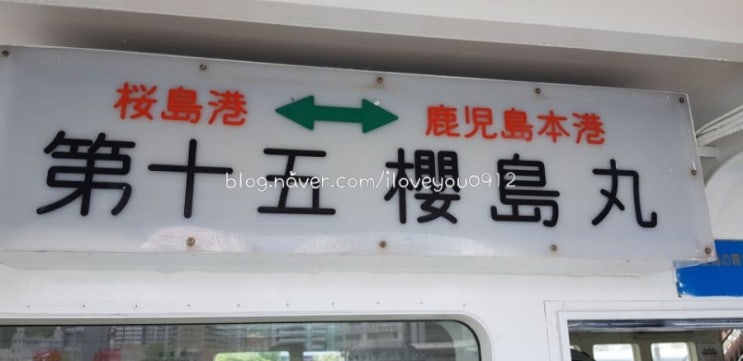 桜島港 ⟷ 鹿児島本港
第十五櫻島丸
blog.naver.com/iloveyou0912